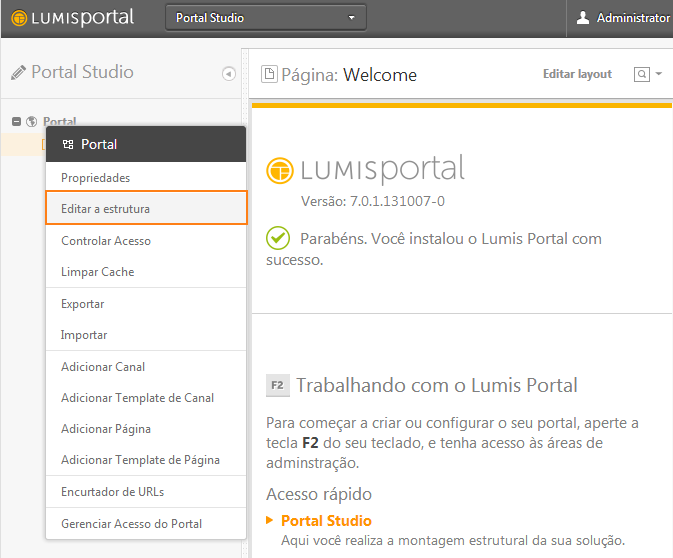 LUMISportal
Portal Studio
Administrator
Portal Studio
Página: Welcome
Editar layout
Portal
Portal
Propriedades
Editar a estrutura
Controlar Acesso
Limpar Cache
Exportar
Importar
Adicionar Canal
Adicionar Template de Canal
Adicionar Página
Adicionar Template de Página
Encurtador de URLs
Gerenciar Acesso do Portal
LUMISportal
Versão: 7.0.1.131007-0
Parabéns. Você instalou o Lumis Portal com
sucesso.
F2 Trabalhando com o Lumis Portal
Para começar a criar ou configurar o seu portal, aperte a
tecla F2 do seu teclado, e tenha acesso às áreas de
adminstração.
Acesso rápido
Portal Studio
Aqui você realiza a montagem estrutural da sua solução.